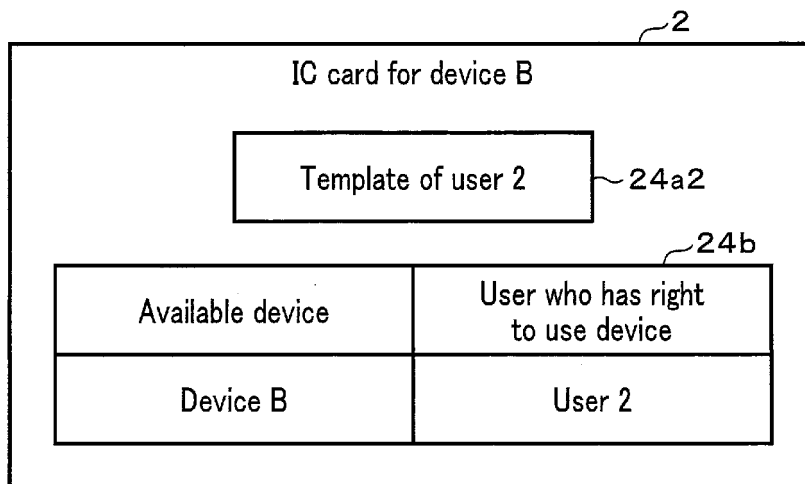 2
IC card for device B
Template of user 2
24a2
24b
Available device
User who has right
to use device
Device B
User 2